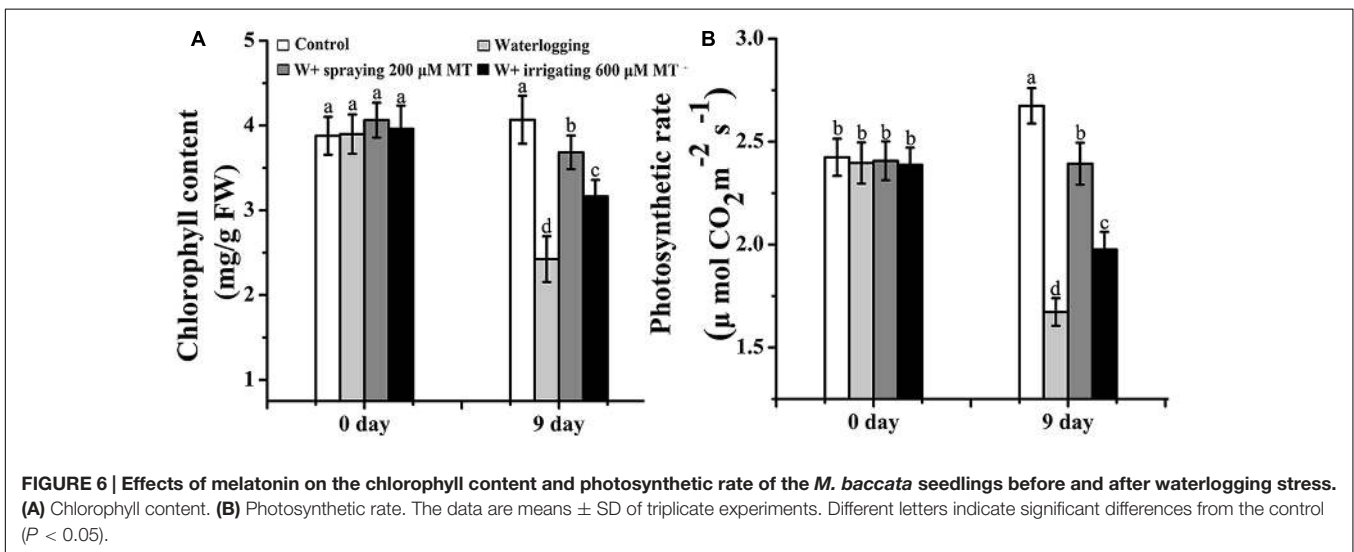 A
Control
Waterlogging
W+ spraying 200 μM MT
W+ irrigating 600 μM MT
Chlorophyll content
(mg/g FW)
5
4
3
2
1
a a a a
a
d
b
c
0 day
9 day
B
Photosynthetic rate
(μ mol CO2m-2s-1)
3.0
2.5
2.0
1.5
b b b b
a
d
b
c
0 day
9 day
FIGURE 6 | Effects of melatonin on the chlorophyll content and photosynthetic rate of the M. baccata seedlings before and after waterlogging stress.
(A) Chlorophyll content. (B) Photosynthetic rate. The data are means ± SD of triplicate experiments. Different letters indicate significant differences from the control
(P < 0.05).